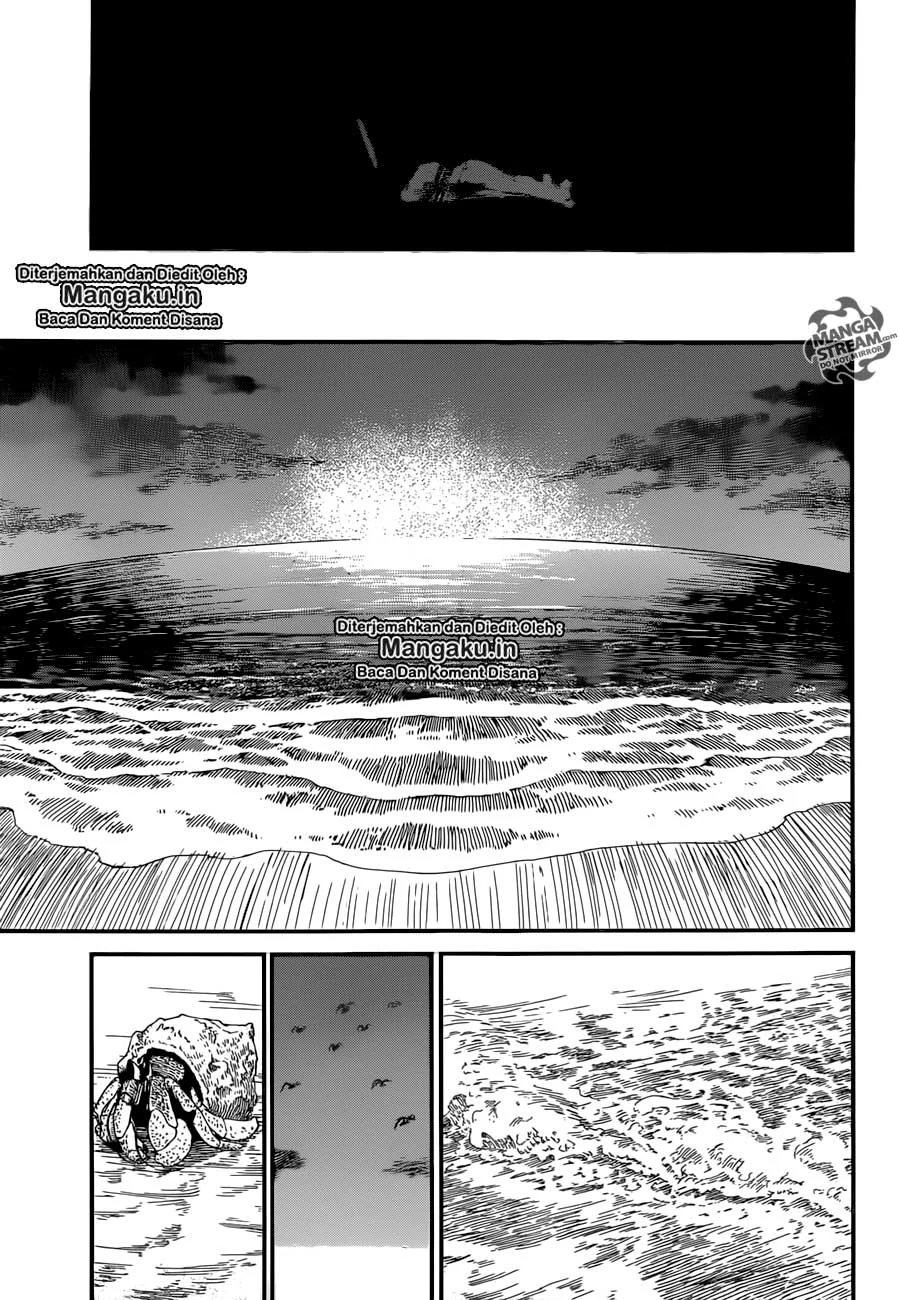 Diterjemahkan dan Diedit Oleh :
Mangaku.in
Baca Dan Koment Disana
MANGA
STREAM.com
DO NOT MIRROR
Diterjemahkan dan Diedit Oleh :
Mangaku.in
Baca Dan Koment Disana